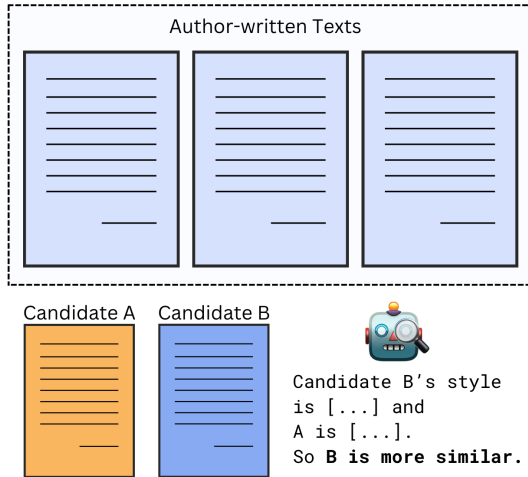 Author-written Texts
Candidate A
Candidate B
Candidate B’s style
is [...] and
A is [...].
So B is more similar.